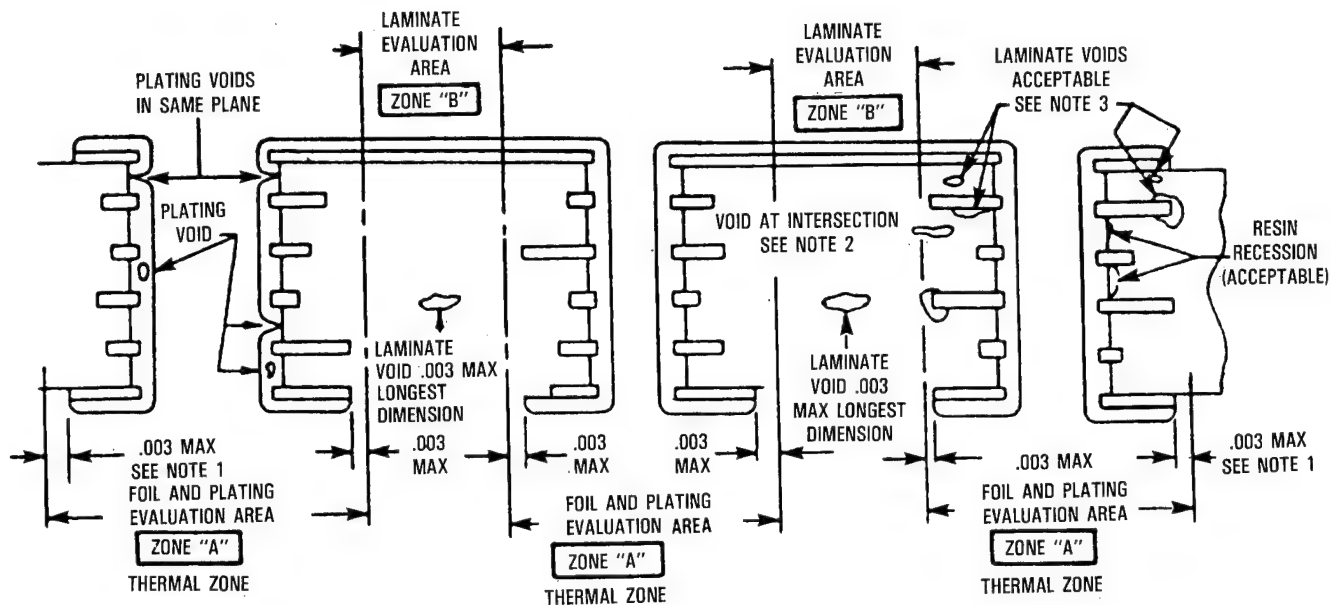 LAMINATE
EVALUATION
AREA
ZONE "B"
LAMINATE
EVALUATION
AREA
ZONE "B"
LAMINATE VOIDS
ACCEPTABLE
SEE NOTE 3
PLATING VOIDS
IN SAME PLANE
PLATING
VOID
VOID AT INTERSECTION
SEE NOTE 2
RESIN
RECESSION
(ACCEPTABLE)
LAMINATE
VOID .003 MAX
LONGEST
DIMENSION
LAMINATE
VOID .003
MAX LONGEST
DIMENSION
.003 MAX
SEE NOTE 1
.003
MAX
.003
MAX
.003
MAX
.003 MAX
.003 MAX
SEE NOTE 1
FOIL AND PLATING
EVALUATION AREA
ZONE "A"
THERMAL ZONE
FOIL AND PLATING
EVALUATION AREA
ZONE "A"
THERMAL ZONE
FOIL AND PLATING
EVALUATION AREA
ZONE "A"
THERMAL ZONE